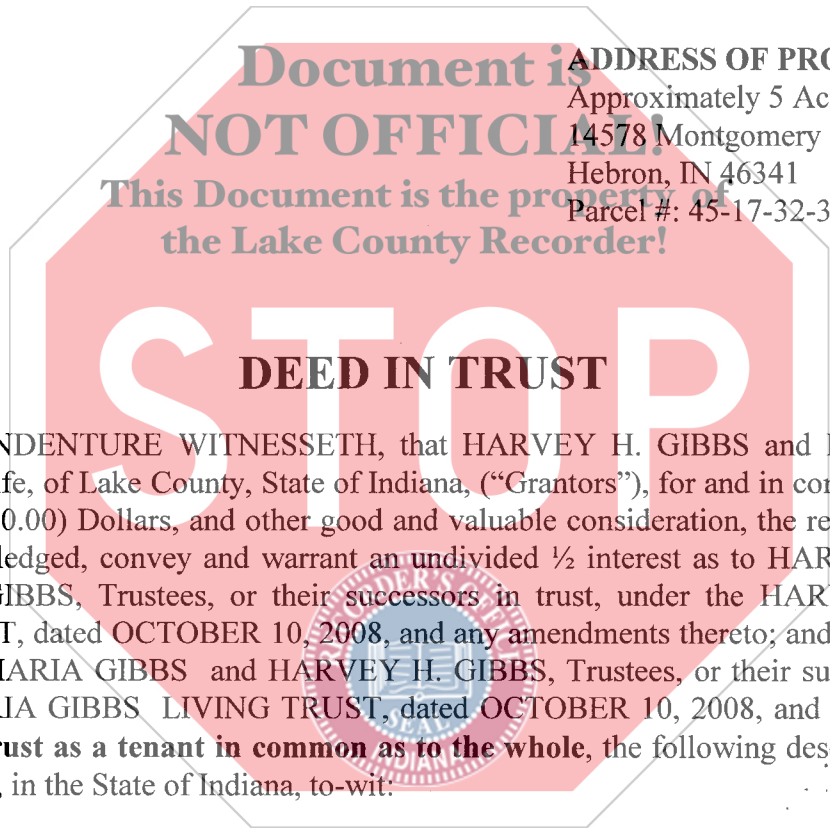 Document is
NOT OFFICIAL!
This Document is the property of
the Lake County Recorder!
ADDRESS OF PRO
Approximately 5 Ac
14578 Montgomery
Hebron, IN 46341
Parcel #: 45-17-32-3
STOP
DEED IN TRUST
NDENTURE WITNESSETH, that HARVEY H. GIBBS and
fe, of Lake County, State of Indiana, (“Grantors”), for and in con
0.00) Dollars, and other good and valuable consideration, the re
ledged, convey and warrant an undivided ½ interest as to HAR
GIBBS, Trustees, or their successors in trust, under the HAR
T, dated OCTOBER 10, 2008, and any amendments thereto; and
MARIA GIBBS and HARVEY H. GIBBS, Trustees, or their su
RIA GIBBS LIVING TRUST, dated OCTOBER 10, 2008, and
rust as a tenant in common as to the whole, the following des
, in the State of Indiana, to-wit:
RECORDER'S OFFICE
SEAL
INDIANA